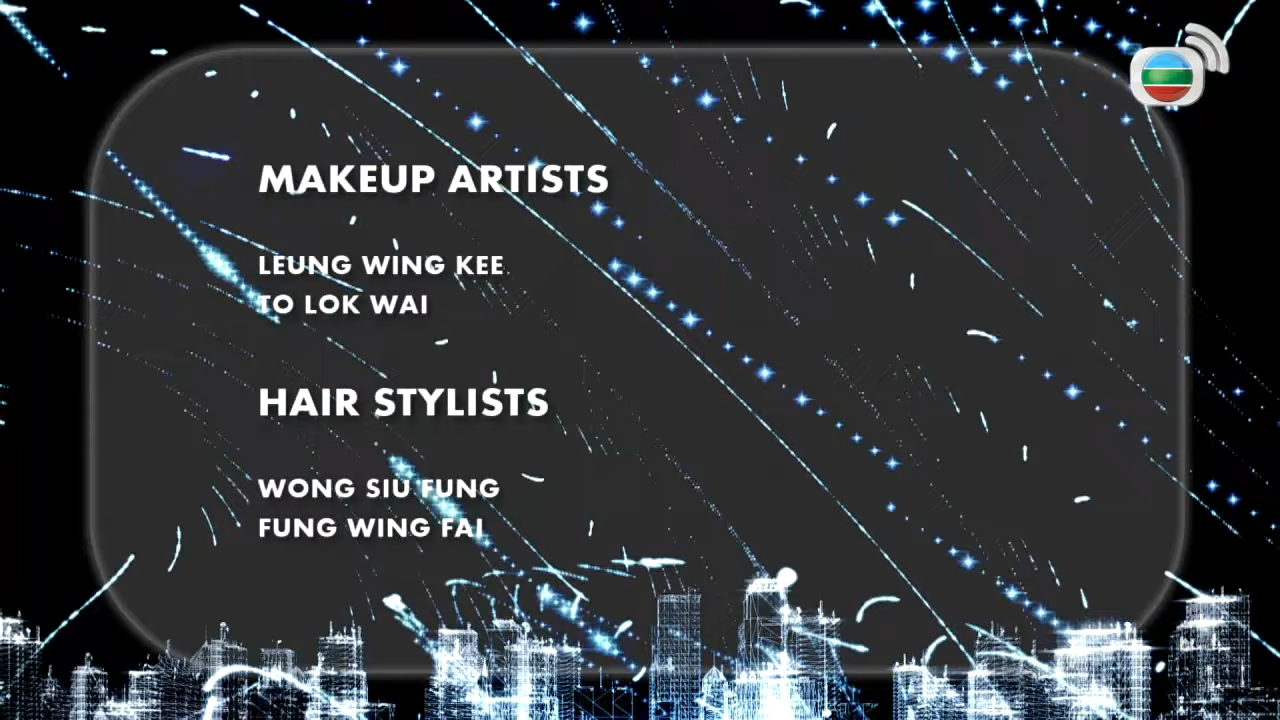 MAKEUP ARTISTS
LEUNG WING KEE
TO LOK WAI
HAIR STYLISTS
WONG SIU FUNG
FUNG WING FAI